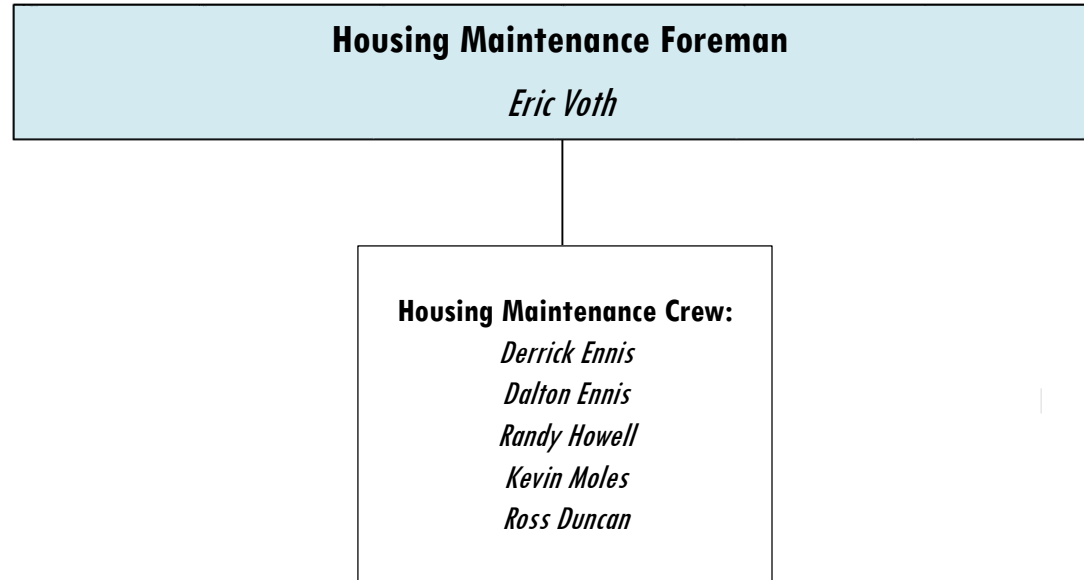 Housing Maintenance Foreman
Eric Voth
Housing Maintenance Crew:
Derrick Ennis
Dalton Ennis
Randy Howell
Kevin Moles
Ross Duncan